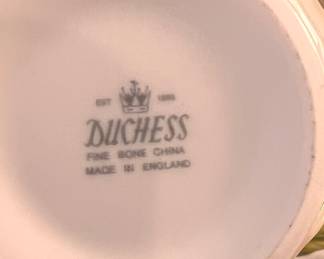 EST 1888
DUCHESS
FINE BONE CHINA
MADE IN ENGLAND